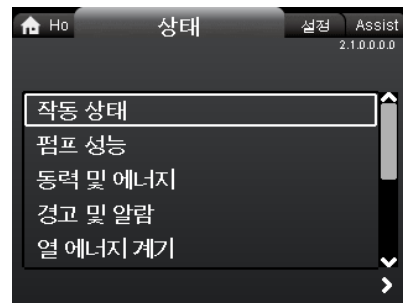 Ho 상태 설정 Assist
2.1.0.0.0.0
작동 상태
펌프 성능
동력 및 에너지
경고 및 알람
열 에너지 계기